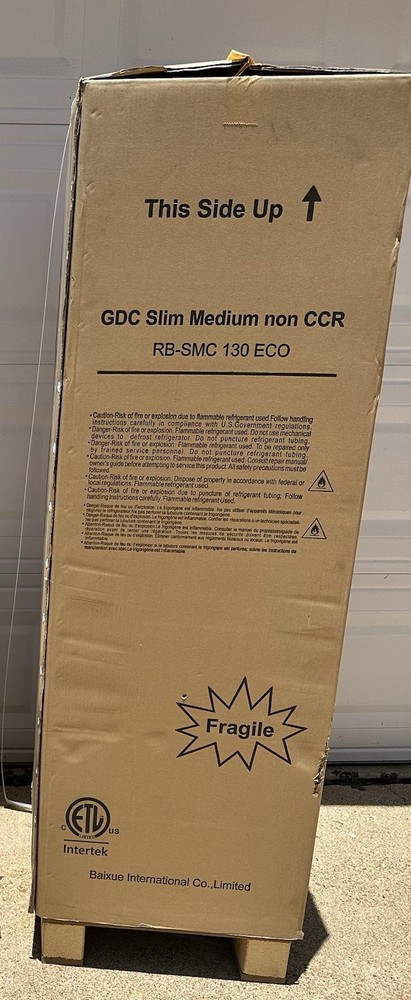 This Side Up
GDC Slim Medium non CCR
RB-SMC 130 ECO
• Caution-Risk of fire or explosion due to flammable refrigerant used.Follow handling
instructions carefully in compliance with U.S.Government regulations.
• Danger-Risk of fire or explosion. Flammable refrigerant used. Do not use mechanical
devices to defrost refrigerator. Do not puncture refrigerant tubing.
• Danger-Risk of fire or explosion. Flammable refrigerant used. To be repaired only
by trained service personnel. Do not puncture refrigerant tubing.
• Caution-Risk of fire or explosion. Flammable refrigerant used. Consult repair manual/
owner's guide before attempting to service this product. All safety precautions must be
followed.
• Caution-Risk of fire or explosion. Dispose of property in accordance with federal or
local regulations. Flammable refrigerant used.
• Caution-Risk of fire or explosion due to puncture of refrigerant tubing; Follow
handling instructions carefully. Flammable refrigerant used.
Fragile
C ETL US
LISTED
Intertek
Baixue International Co.,Limited